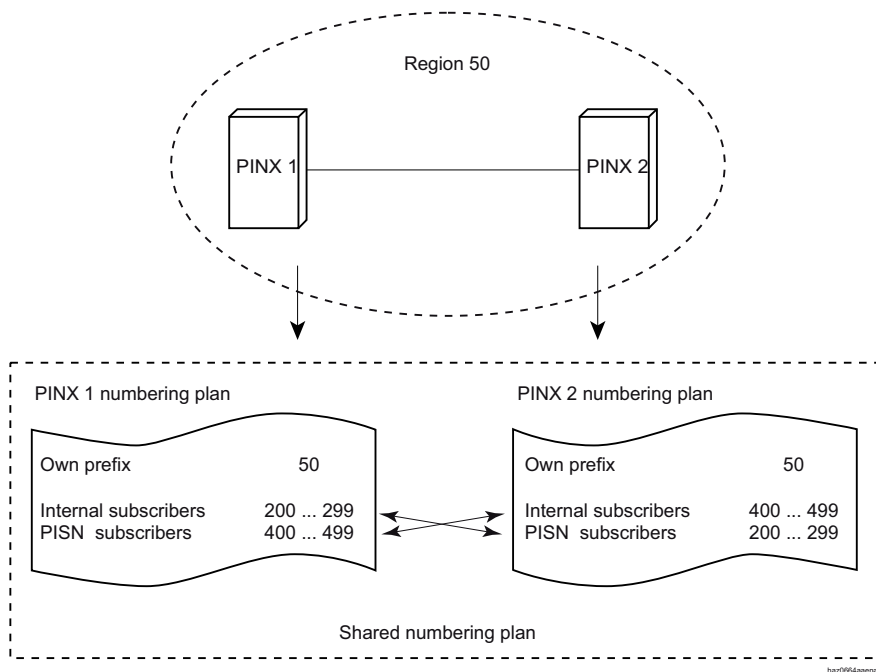 Region 50
PINX 1
PINX 2
PINX 1 numbering plan
Own prefix 50
Internal subscribers 200 ... 299
PISN subscribers 400 ... 499
PINX 2 numbering plan
Own prefix 50
Internal subscribers 400 ... 499
PISN subscribers 200 ... 299
Shared numbering plan